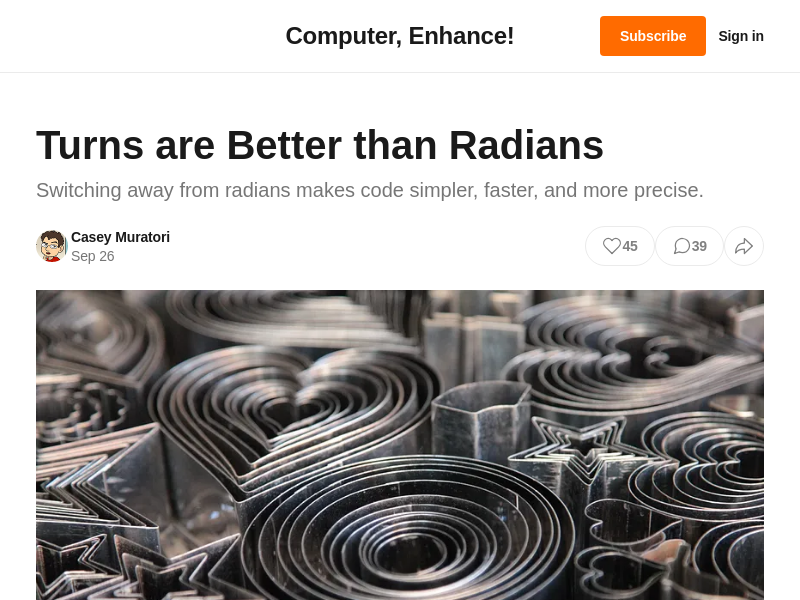 Computer, Enhance!
Subscribe
Sign in
Turns are Better than Radians
Switching away from radians makes code simpler, faster, and more precise.
Casey Muratori
Sep 26
45
39